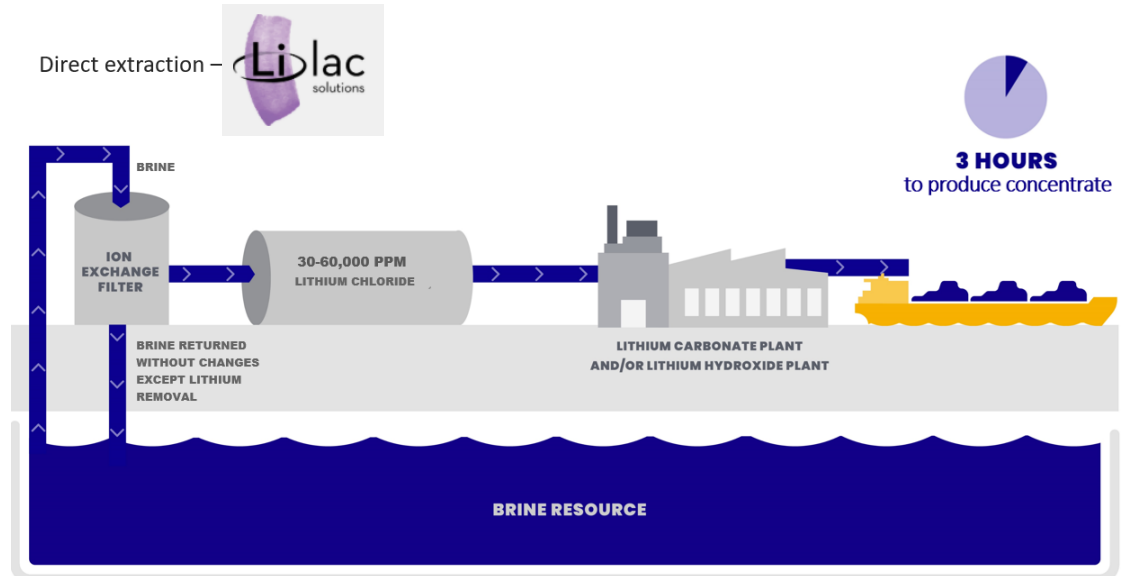 Direct extraction –
Lilac
solutions
3 HOURS
to produce concentrate
BRINE
ION
EXCHANGE
FILTER
30-60,000 PPM
LITHIUM CHLORIDE
BRINE RETURNED
WITHOUT CHANGES
EXCEPT LITHIUM
REMOVAL
LITHIUM CARBONATE PLANT
AND/OR LITHIUM HYDROXIDE PLANT
BRINE RESOURCE